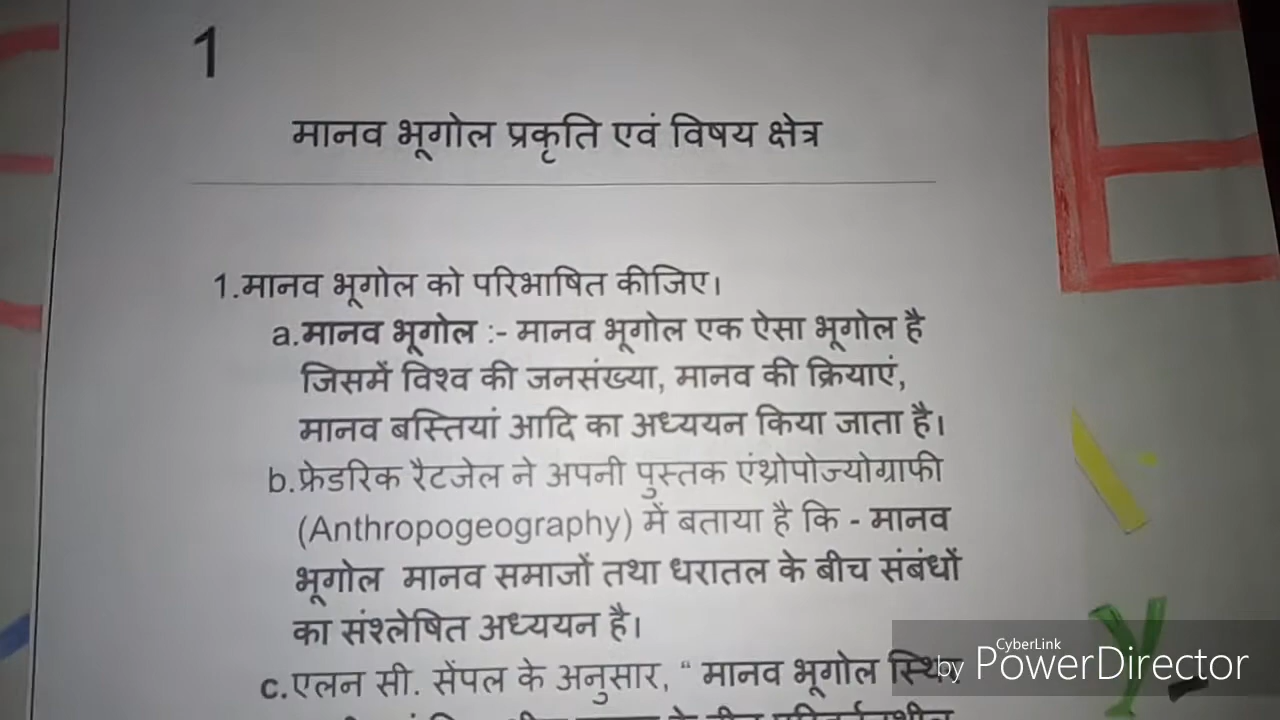 1
मानव भूगोल प्रकृति एवं विषय क्षेत्र
1.मानव भूगोल को परिभाषित कीजिए।
a.मानव भूगोल :- मानव भूगोल एक ऐसा भूगोल है
जिसमें विश्व की जनसंख्या, मानव की क्रियाएं,
मानव बस्तियां आदि का अध्ययन किया जाता है।
b.फ्रेडरिक रैटजेल ने अपनी पुस्तक एंथ्रोपोज्योग्राफी
(Anthropogeography) में बताया है कि - मानव
भूगोल मानव समाजों तथा धरातल के बीच संबंधों
का संश्लेषित अध्ययन है।
c.एलन सी. सेंपल के अनुसार, “ मानव भूगोल
E
y
CyberLink
by PowerDirector